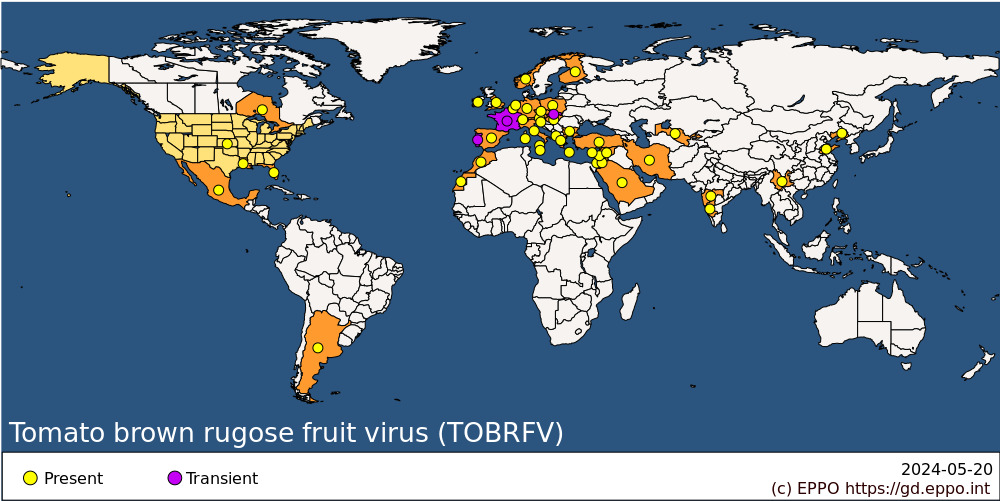 Tomato brown rugose fruit virus (TOBRFV)
Present
Transient
2024-05-20
(c) EPPO https://gd.eppo.int